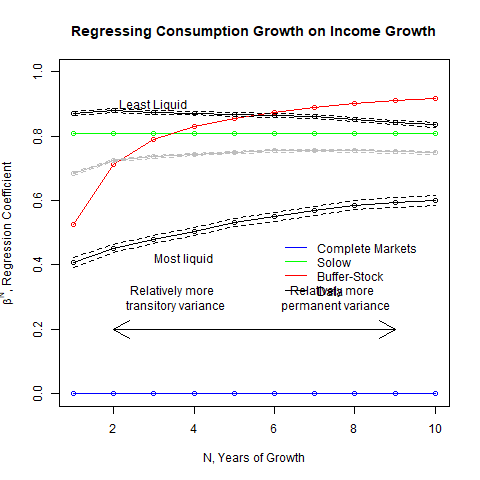 Regressing Consumption Growth on Income Growth
1.0
0.8
0.6
0.4
0.2
0.0
βᴺ, Regression Coefficient
Least Liquid
Most liquid
Complete Markets
Solow
Buffer-Stock
Data
Relatively more
transitory variance
Relatively more
permanent variance
2
4
6
8
10
N, Years of Growth